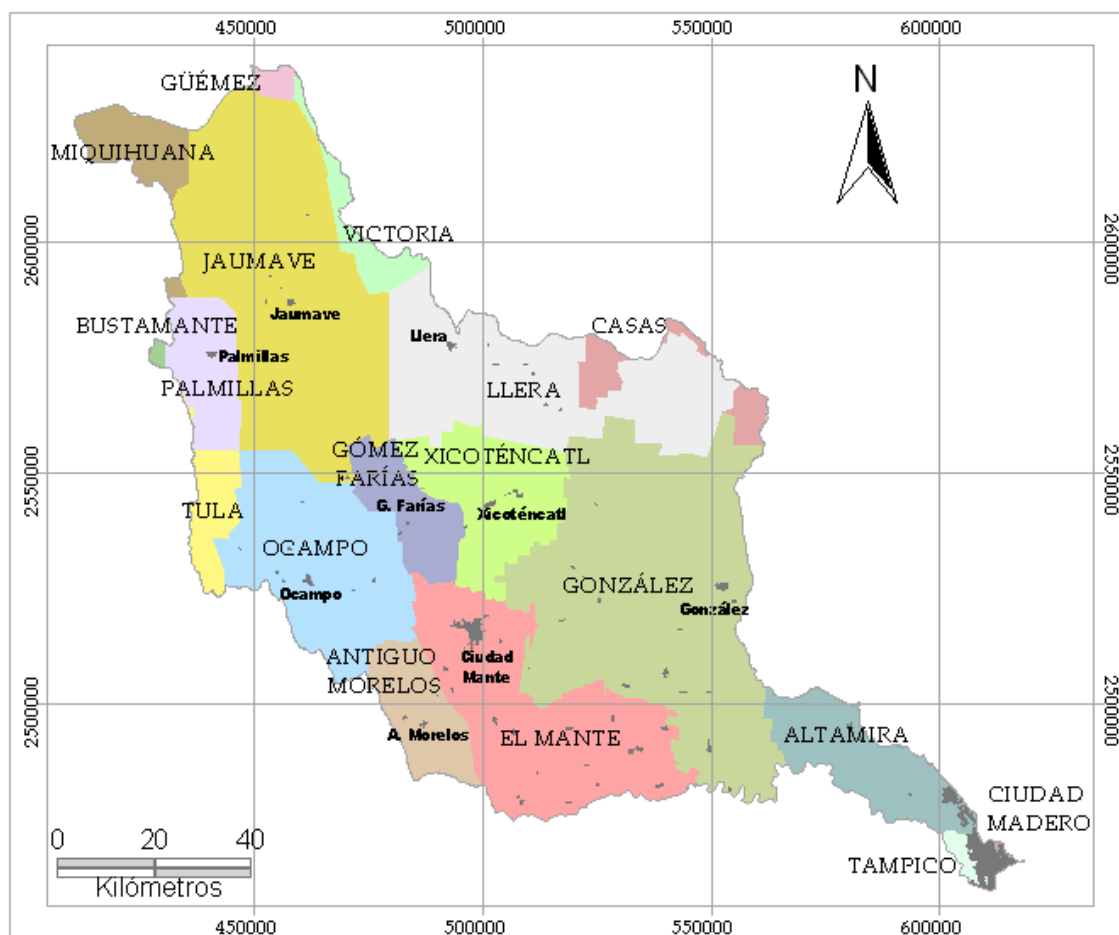 450000 500000 550000 600000
GÜÉMEZ
N
MIQUIHUANA
VICTORIA
2600000
2600000
JAUMAVE
Jaumave
BUSTAMANTE
Llera
CASAS
Palmillas
PALMILLAS
LLERA
GÓMEZ
FARÍAS
XICOTÉNCATL
2550000
2550000
TULA
G. Farías
Xicoténcatl
OCAMPO
Ocampo
GONZÁLEZ
González
ANTIGUO
MORELOS
Ciudad
Mante
2500000
2500000
A. Morelos
EL MANTE
ALTAMIRA
CIUDAD
MADERO
TAMPICO
0 20 40
Kilómetros
450000 500000 550000 600000